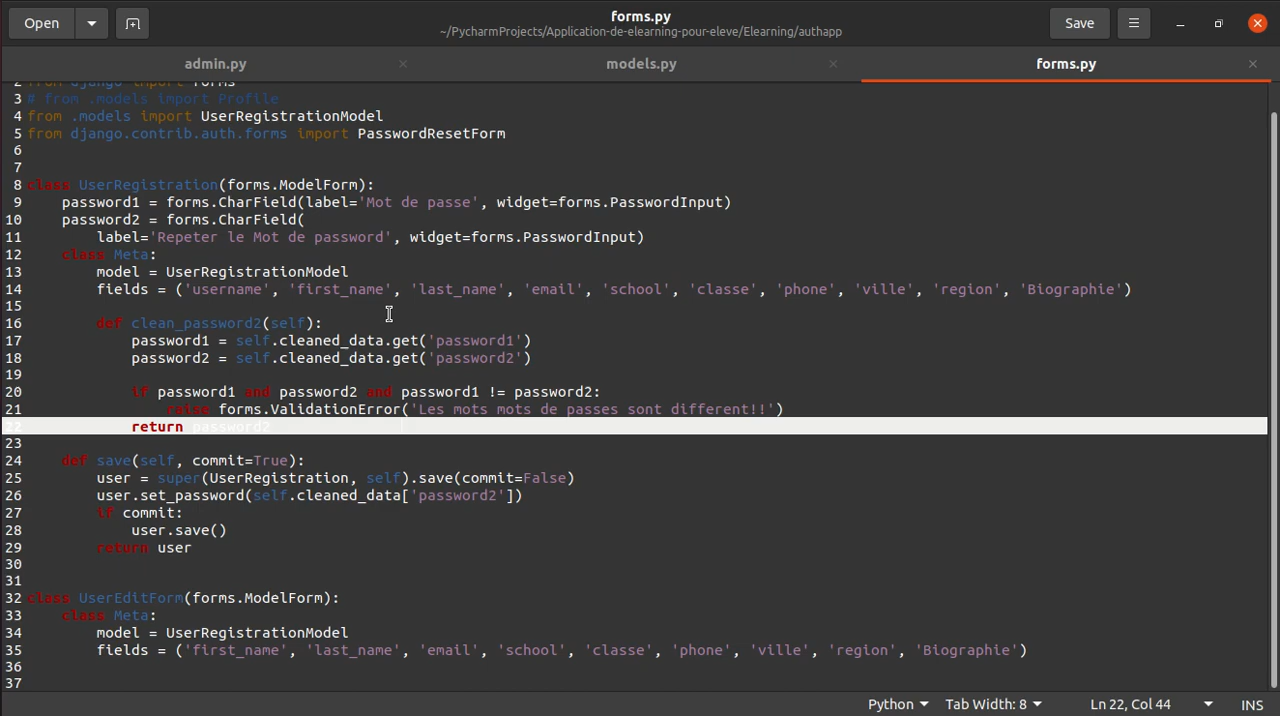 Open
forms.py
~/PycharmProjects/Application-de-elearning-pour-eleve/Elearning/authapp
Save
admin.py
models.py
forms.py
2 from django import forms
3 # from .models import Profile
4 from .models import UserRegistrationModel
5 from django.contrib.auth.forms import PasswordResetForm
6
7
8 class UserRegistration(forms.ModelForm):
9     password1 = forms.CharField(label='Mot de passe', widget=forms.PasswordInput)
10     password2 = forms.CharField(
11         label='Repeter le Mot de password', widget=forms.PasswordInput)
12     class Meta:
13         model = UserRegistrationModel
14         fields = ('username', 'first_name', 'last_name', 'email', 'school', 'classe', 'phone', 'ville', 'region', 'Biographie')
15
16         def clean_password2(self):
17             password1 = self.cleaned_data.get('password1')
18             password2 = self.cleaned_data.get('password2')
19
20             if password1 and password2 and password1 != password2:
21                 raise forms.ValidationError('Les mots mots de passes sont different!!')
22             return password2
23
24     def save(self, commit=True):
25         user = super(UserRegistration, self).save(commit=False)
26         user.set_password(self.cleaned_data['password2'])
27         if commit:
28             user.save()
29         return user
30
31
32 class UserEditForm(forms.ModelForm):
33     class Meta:
34         model = UserRegistrationModel
35         fields = ('first_name', 'last_name', 'email', 'school', 'classe', 'phone', 'ville', 'region', 'Biographie')
36
37
Python Tab Width: 8 Ln 22, Col 44 INS